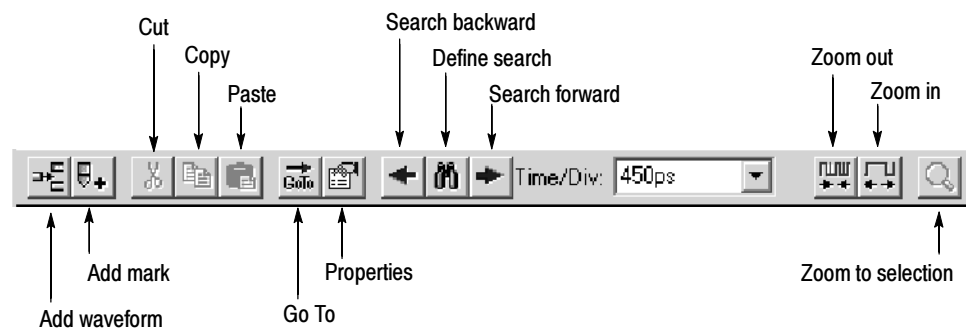 Cut
Copy
Paste
Search backward
Define search
Search forward
Zoom out
Zoom in
GoTo
Time/Div:
450ps
Add mark
Add waveform
Properties
Go To
Zoom to selection